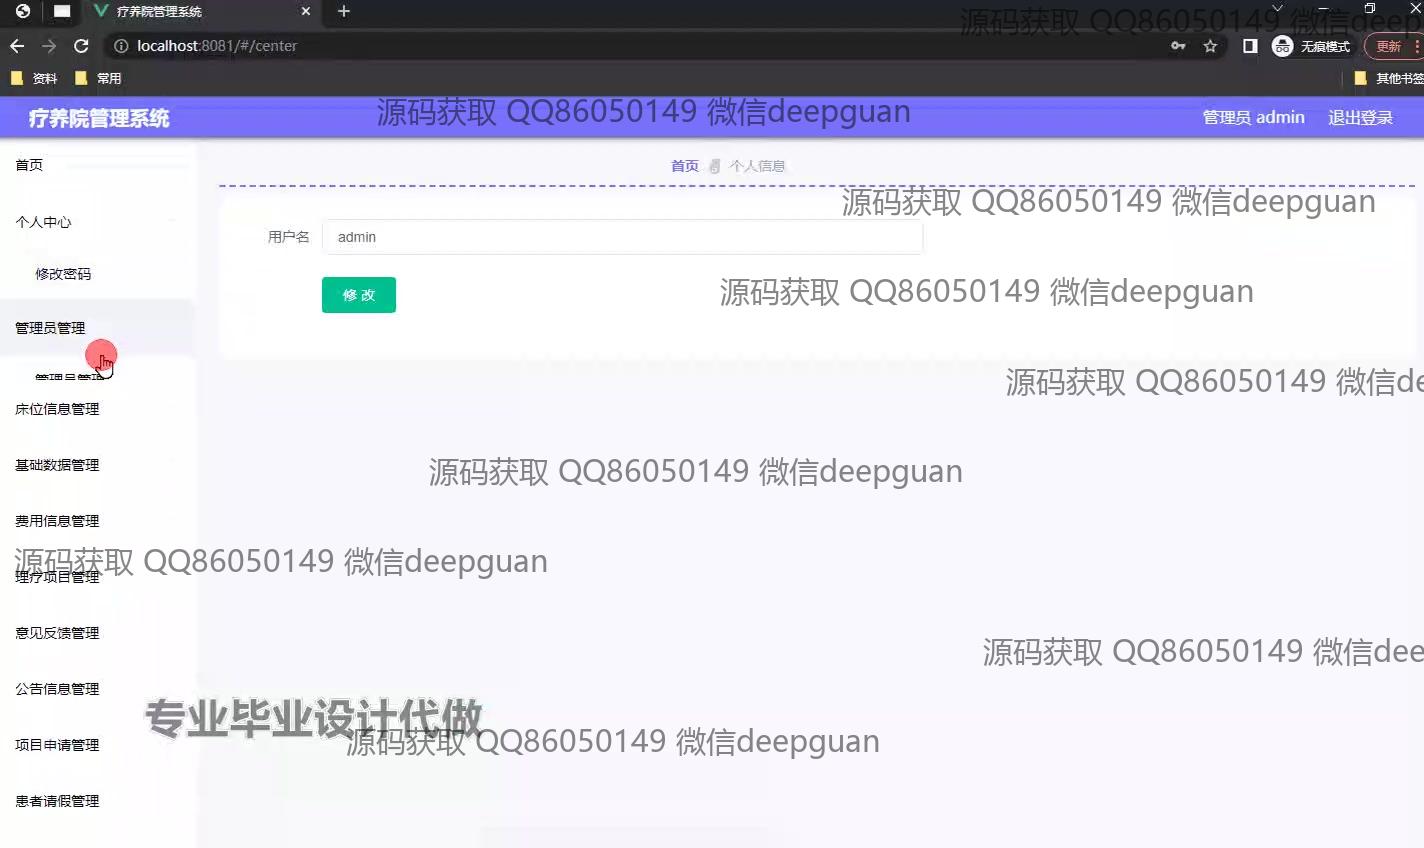 疗养院管理系统
源码获取 QQ86050149 微信deep
localhost:8081/#/center
无痕模式
更新
资料
常用
其他书签
疗养院管理系统
源码获取 QQ86050149 微信deepguan
管理员 admin
退出登录
首页
首页
个人信息
源码获取 QQ86050149 微信deepguan
个人中心
用户名
admin
修改密码
修改
源码获取 QQ86050149 微信deepguan
管理员管理
管理员管理
源码获取 QQ86050149 微信de
床位信息管理
基础数据管理
源码获取 QQ86050149 微信deepguan
费用信息管理
源码获取 QQ86050149 微信deepguan
理疗项目管理
意见反馈管理
源码获取 QQ86050149 微信dee
公告信息管理
专业毕业设计代做
项目申请管理
源码获取 QQ86050149 微信deepguan
患者请假管理